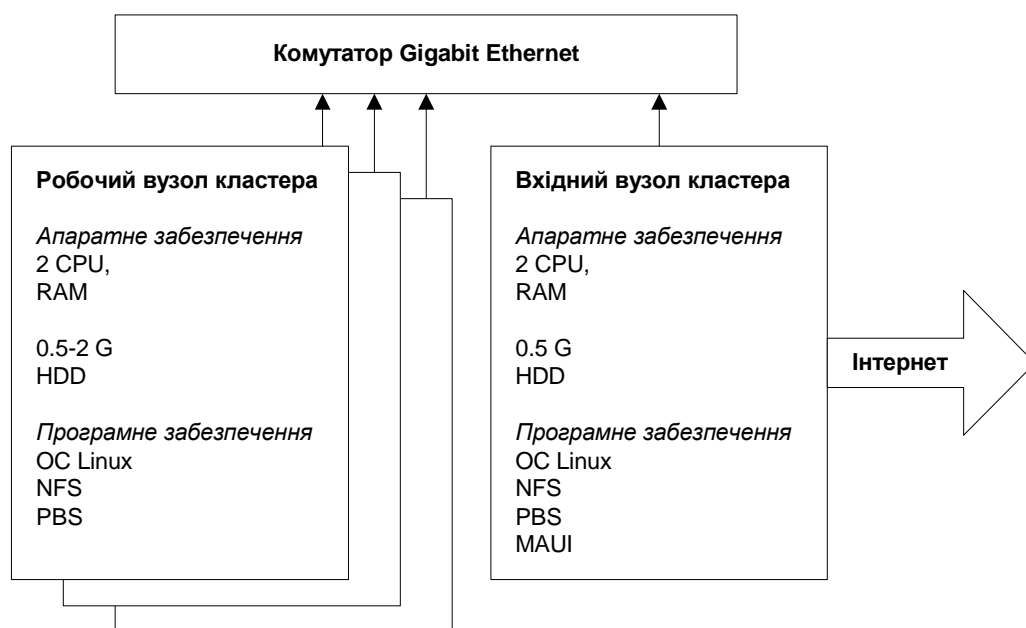 Комутатор Gigabit Ethernet
Робочий вузол кластера
Апаратне забезпечення
2 CPU,
RAM
0.5-2 G
HDD
Програмне забезпечення
ОС Linux
NFS
PBS
Вхідний вузол кластера
Апаратне забезпечення
2 CPU,
RAM
0.5 G
HDD
Програмне забезпечення
ОС Linux
NFS
PBS
MAUI
Інтернет